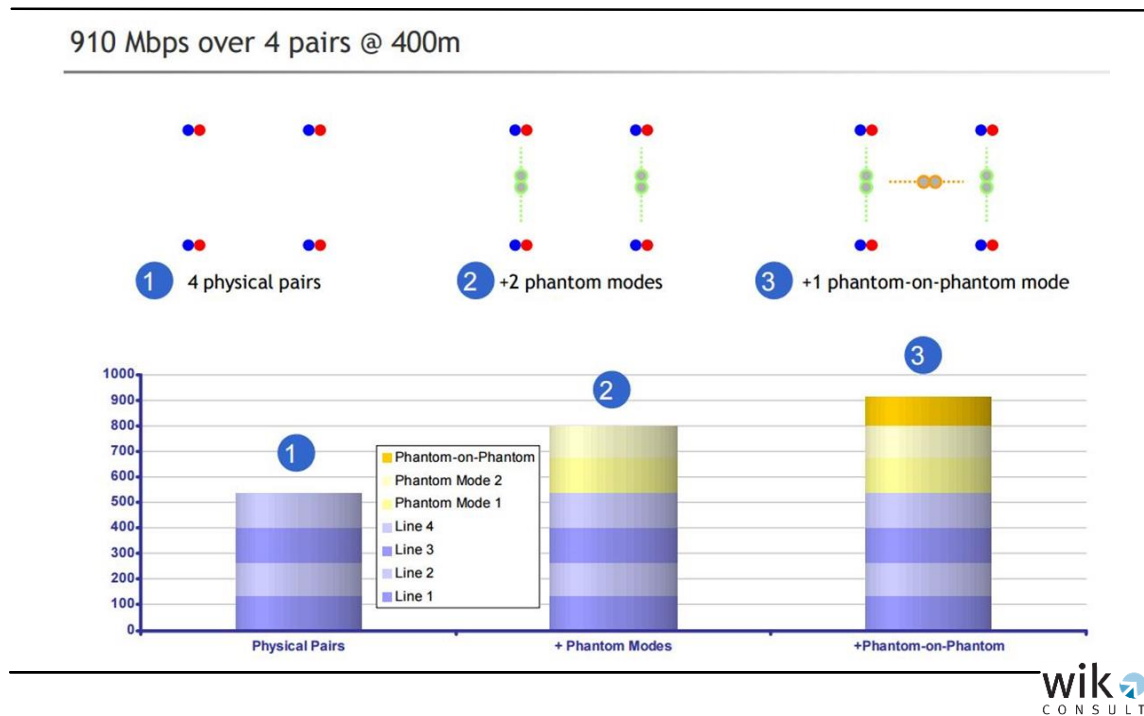 910 Mbps over 4 pairs @ 400m
1 4 physical pairs
2 +2 phantom modes
3 +1 phantom-on-phantom mode
1000
900
800
700
600
500
400
300
200
100
0
1
2
3
Phantom-on-Phantom
Phantom Mode 2
Phantom Mode 1
Line 4
Line 3
Line 2
Line 1
Physical Pairs
+ Phantom Modes
+Phantom-on-Phantom
wik
CONSULT